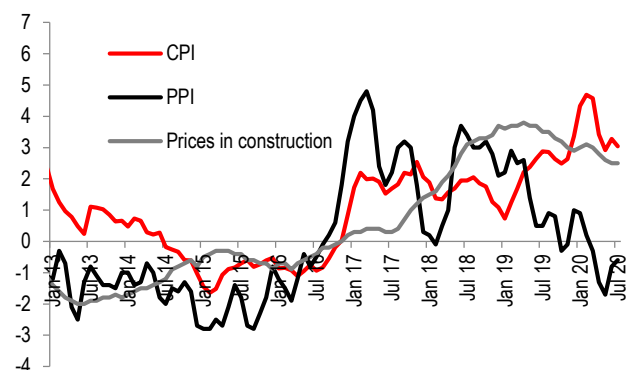 7
6
5
4
3
2
1
0
-1
-2
-3
-4
CPI
PPI
Prices in construction
Jan 13
Jul 13
Jan 14
Jul 14
Jan 15
Jul 15
Jan 16
Jul 16
Jan 17
Jul 17
Jan 18
Jul 18
Jan 19
Jul 19
Jan 20
Jul 20